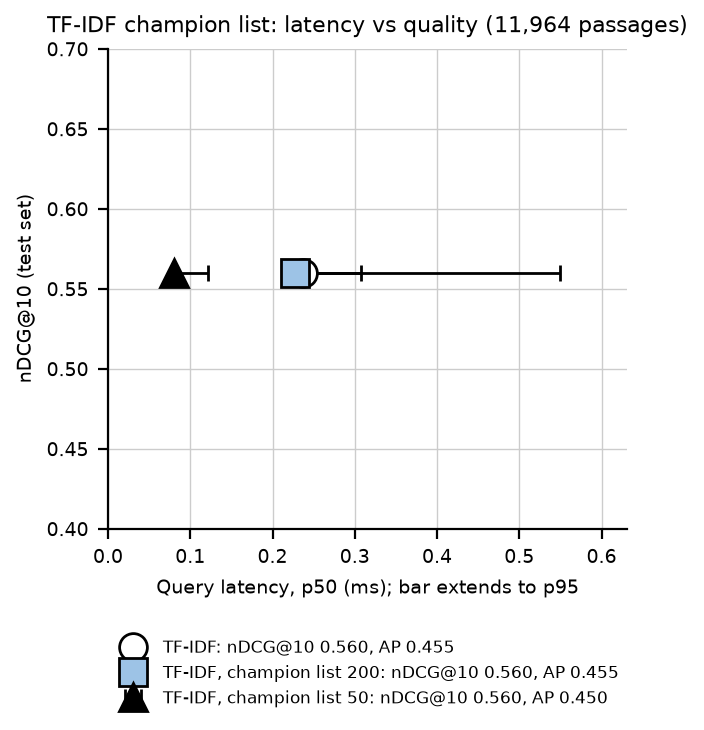 TF-IDF champion list: latency vs quality (11,964 passages)
0.70
0.65
0.60
0.55
0.50
0.45
0.40
nDCG@10 (test set)
0.0 0.1 0.2 0.3 0.4 0.5 0.6
Query latency, p50 (ms); bar extends to p95
TF-IDF: nDCG@10 0.560, AP 0.455
TF-IDF, champion list 200: nDCG@10 0.560, AP 0.455
TF-IDF, champion list 50: nDCG@10 0.560, AP 0.450